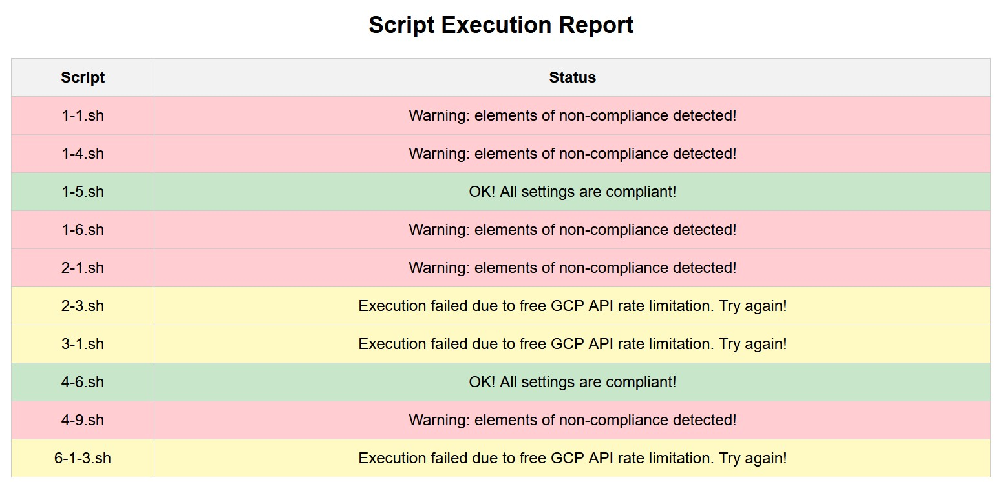 Script Execution Report
Script Status
1-1.sh Warning: elements of non-compliance detected!
1-4.sh Warning: elements of non-compliance detected!
1-5.sh OK! All settings are compliant!
1-6.sh Warning: elements of non-compliance detected!
2-1.sh Warning: elements of non-compliance detected!
2-3.sh Execution failed due to free GCP API rate limitation. Try again!
3-1.sh Execution failed due to free GCP API rate limitation. Try again!
4-6.sh OK! All settings are compliant!
4-9.sh Warning: elements of non-compliance detected!
6-1-3.sh Execution failed due to free GCP API rate limitation. Try again!